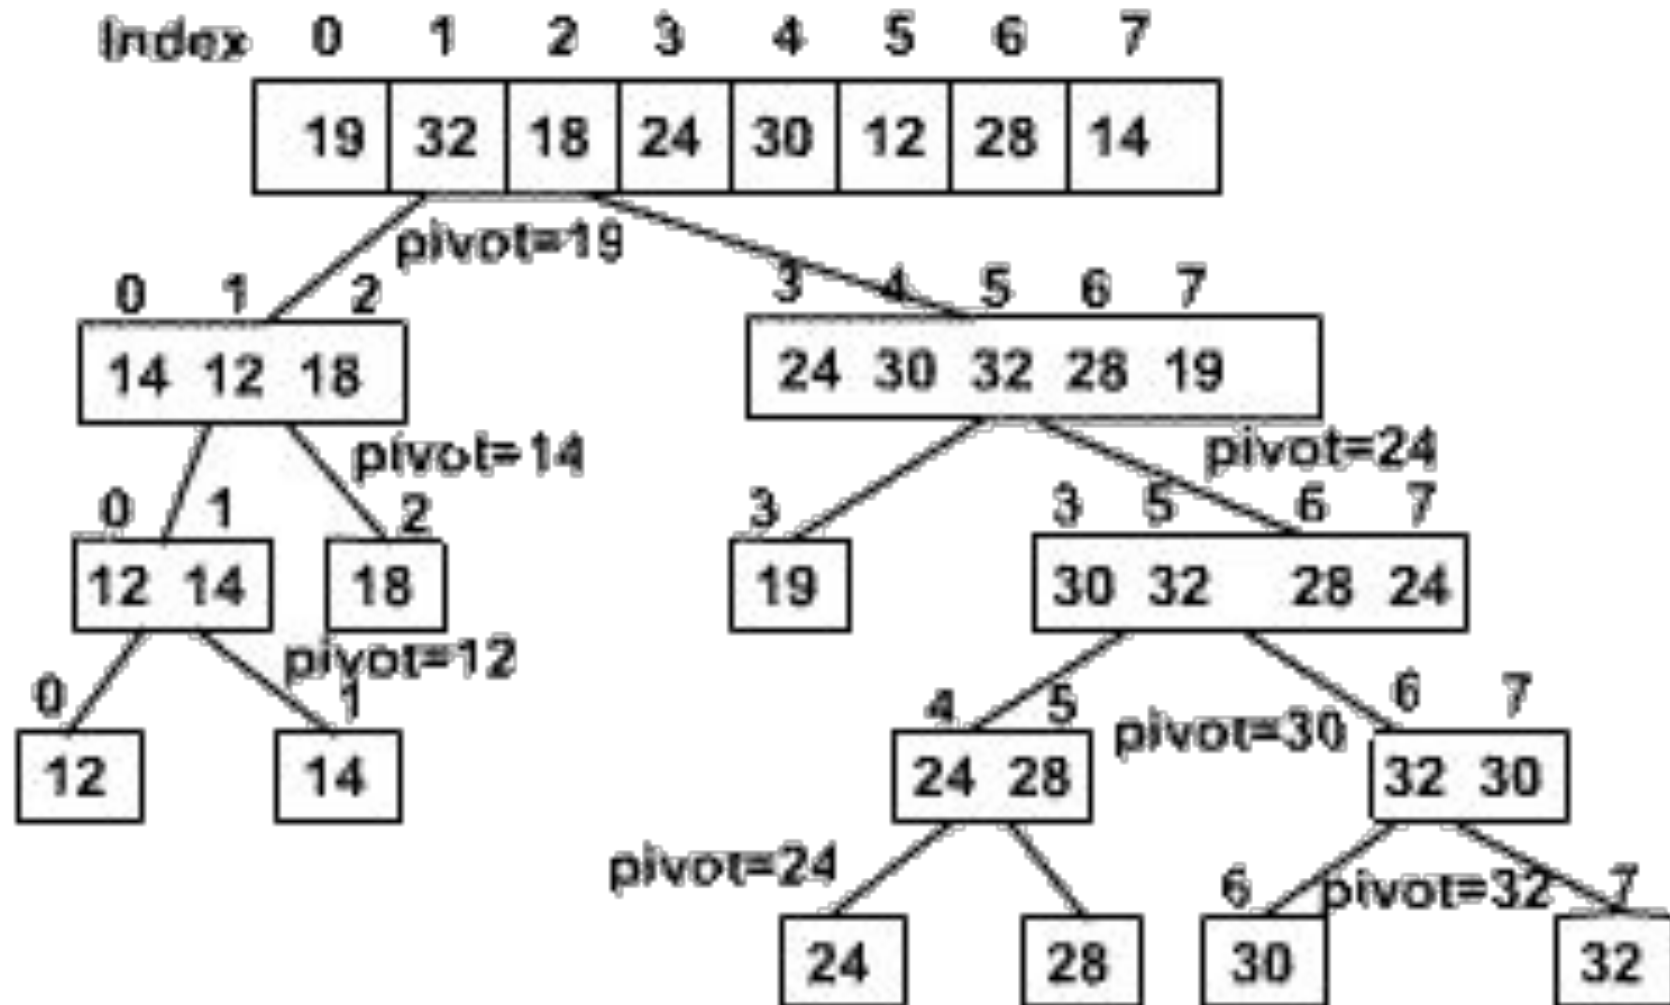 Index 0 1 2 3 4 5 6 7
19 32 18 24 30 12 28 14
pivot=19
0 1 2
3 4 5 6 7
14 12 18
24 30 32 28 19
pivot=14
pivot=24
0 1
2
3
3 5 6 7
12 14
18
19
30 32 28 24
pivot=12
0
1
4 5
pivot=30
6 7
12
14
24 28
32 30
pivot=24
6
pivot=32
7
24
28
30
32